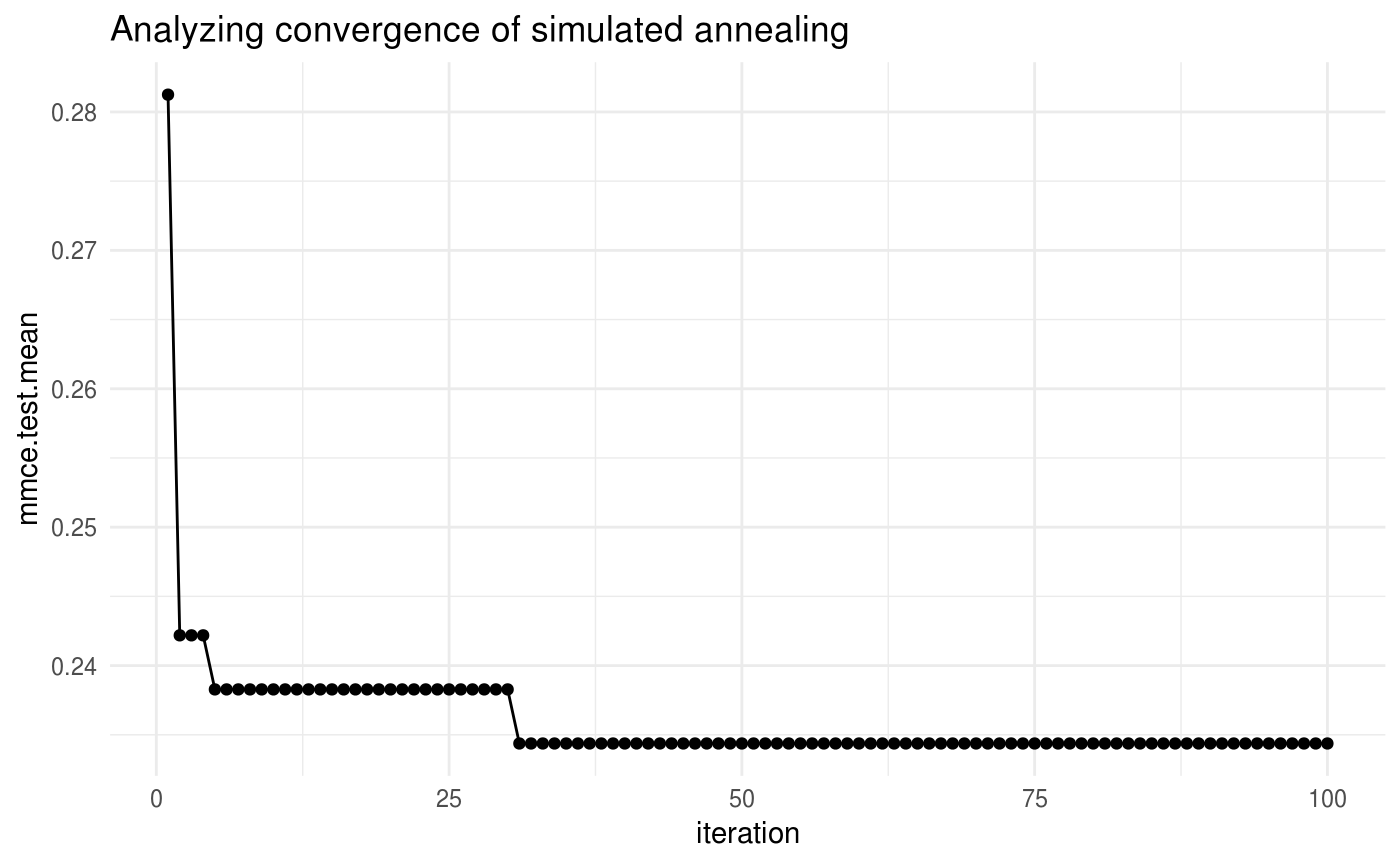 Analyzing convergence of simulated annealing
0.28
0.27
0.26
0.25
0.24
mmce.test.mean
0 25 50 75 100
iteration